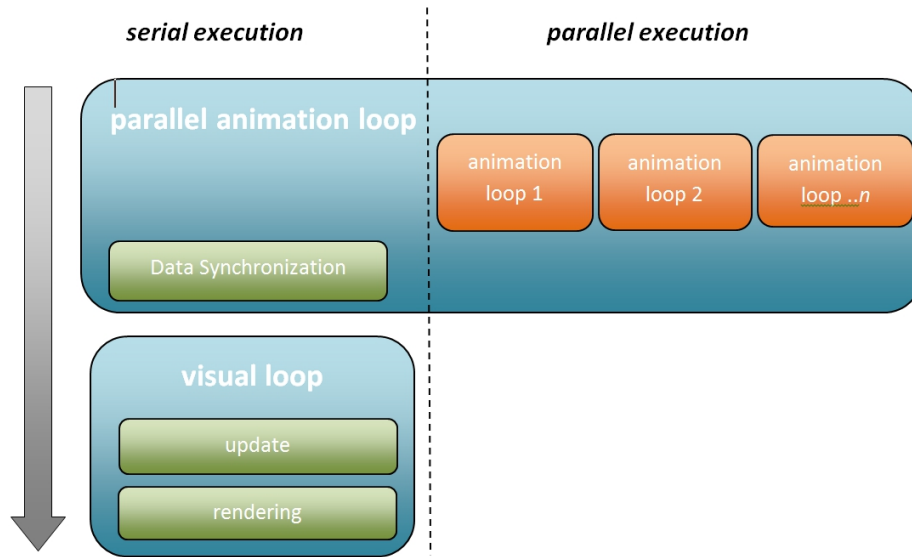 serial execution
parallel execution
parallel animation loop
animation
loop 1
animation
loop 2
animation
loop ..n
Data Synchronization
visual loop
update
rendering